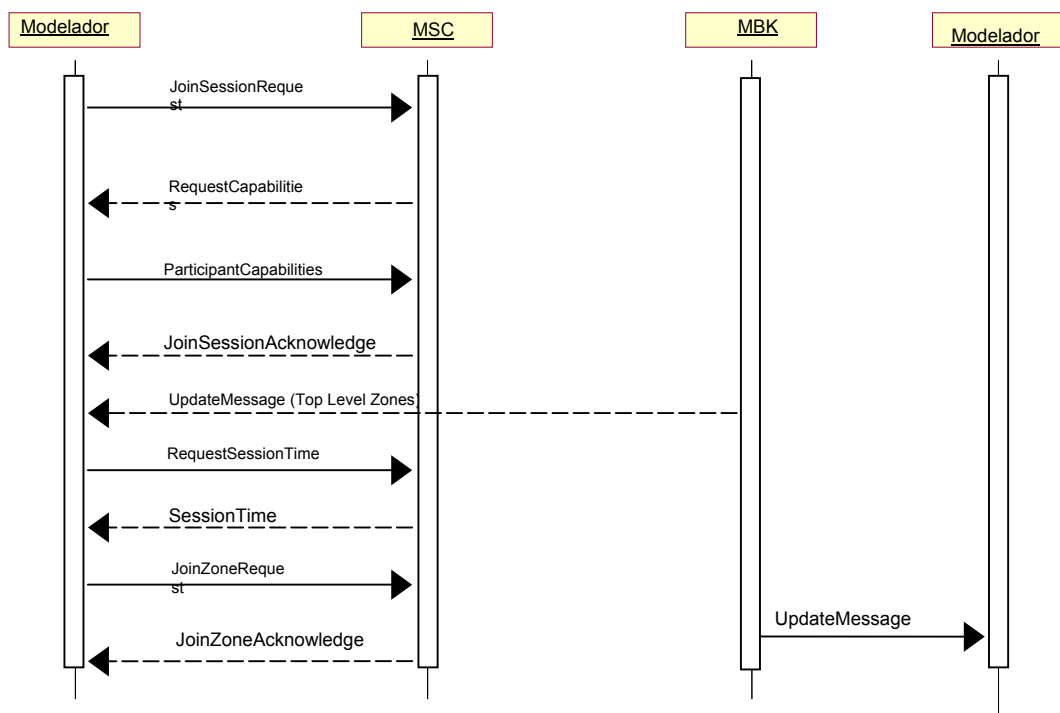 Modelador
MSC
MBK
Modelador
JoinSessionReque
st
RequestCapabilitie
s
ParticipantCapabilities
JoinSessionAcknowledge
UpdateMessage (Top Level Zones)
RequestSessionTime
SessionTime
JoinZoneReque
st
UpdateMessage
JoinZoneAcknowledge